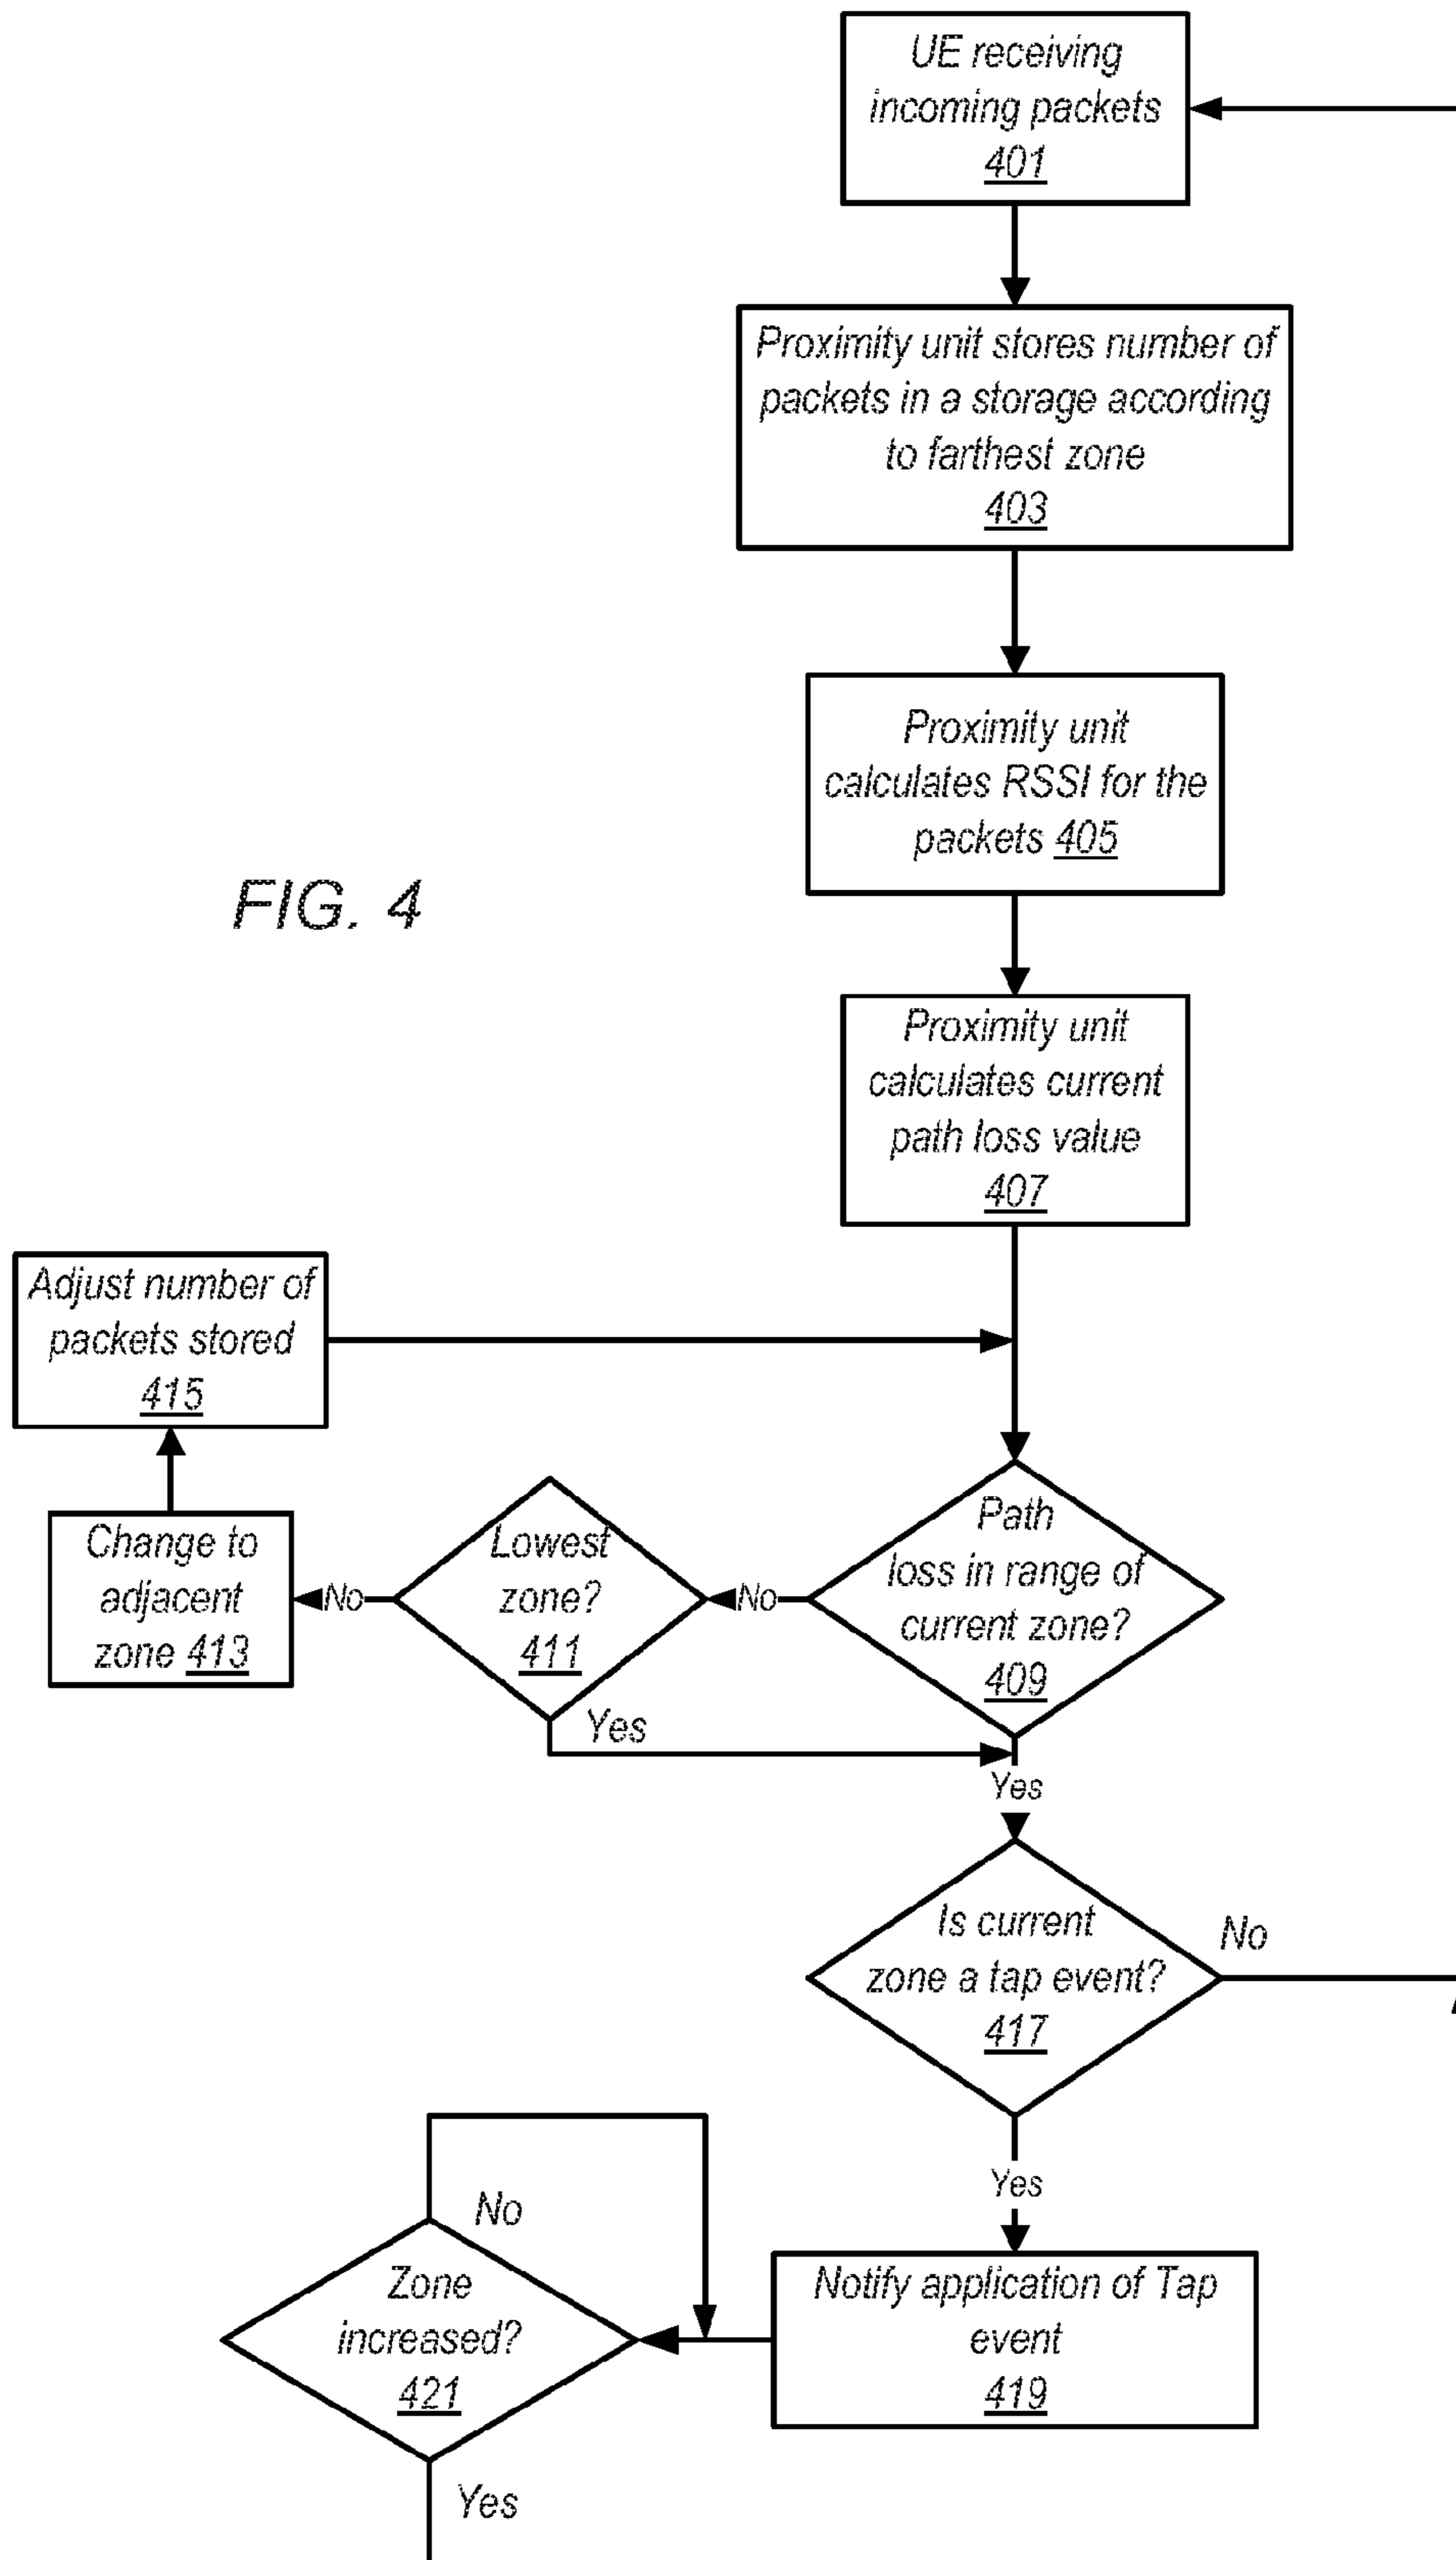 UE receiving
incoming packets
401
Proximity unit stores number of
packets in a storage according
to farthest zone
403
Proximity unit
calculates RSSI for the
packets 405
FIG. 4
Proximity unit
calculates current
path loss value
407
Adjust number of
packets stored
415
Change to
adjacent
zone 413
No
Lowest
zone?
411
No
Path
loss in range of
current zone?
409
Yes
Yes
Is current
zone a tap event?
417
No
Yes
No
Zone
increased?
421
Notify application of Tap
event
419
Yes